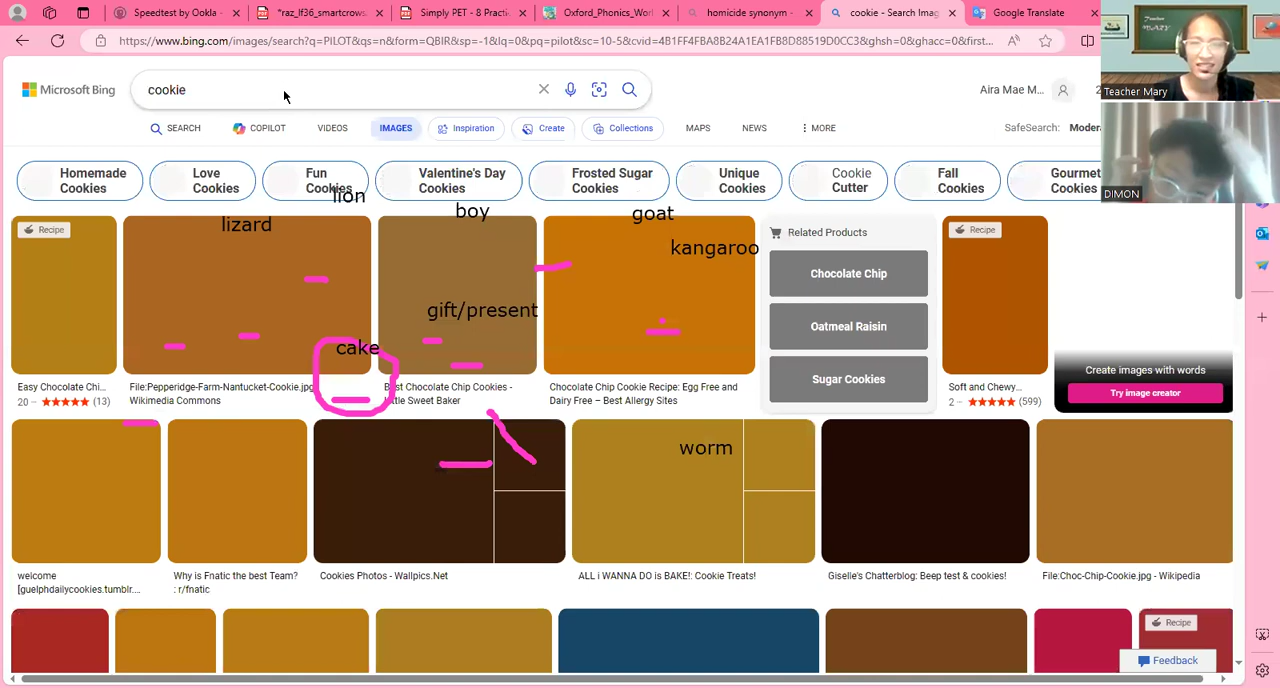 Speedtest by Ookla -
*raz_lf36_smartcrows.
Simply PET - 8 Practi
Oxford_Phonics_Worl
homicide synonym -
cookie - Search Imag
Google Translate
https://www.bing.com/images/search?q=PILOT&qs=n&form=QBIR&sp=-1&lq=0&pq=pilot&sc=10-5&cvid=4B1FF4FBA8B24A1EA1FB8D88519D0CC3&ghsh=0&ghacc=0&first...
Microsoft Bing
cookie
Aira Mae M...
Teacher Mary
SEARCH
COPILOT
VIDEOS
IMAGES
Inspiration
Create
Collections
MAPS
NEWS
MORE
SafeSearch: Modera
DIMON
Homemade
Cookies
Love
Cookies
Fun
Cookies
Valentine's Day
Cookies
Frosted Sugar
Cookies
Unique
Cookies
Cookie
Cutter
Fall
Cookies
Gourmet
Cookies
lion
boy
goat
lizard
kangaroo
gift/present
cake
worm
Recipe
Related Products
Chocolate Chip
Oatmeal Raisin
Sugar Cookies
Recipe
Easy Chocolate Chi...
20 ··· ★★★★★ (13)
File:Pepperidge-Farm-Nantucket-Cookie.jpg
Wikimedia Commons
Best Chocolate Chip Cookies -
Little Sweet Baker
Chocolate Chip Cookie Recipe: Egg Free and
Dairy Free – Best Allergy Sites
Soft and Chewy...
2 ··· ★★★★★ (599)
Create images with words
Try image creator
welcome
[guelphdailycookies.tumblr....
Why is Fnatic the best Team?
: r/fnatic
Cookies Photos - Wallpics.Net
ALL i WANNA DO is BAKE!: Cookie Treats!
Giselle's Chatterblog: Beep test & cookies!
File:Choc-Chip-Cookie.jpg - Wikipedia
Recipe
Feedback